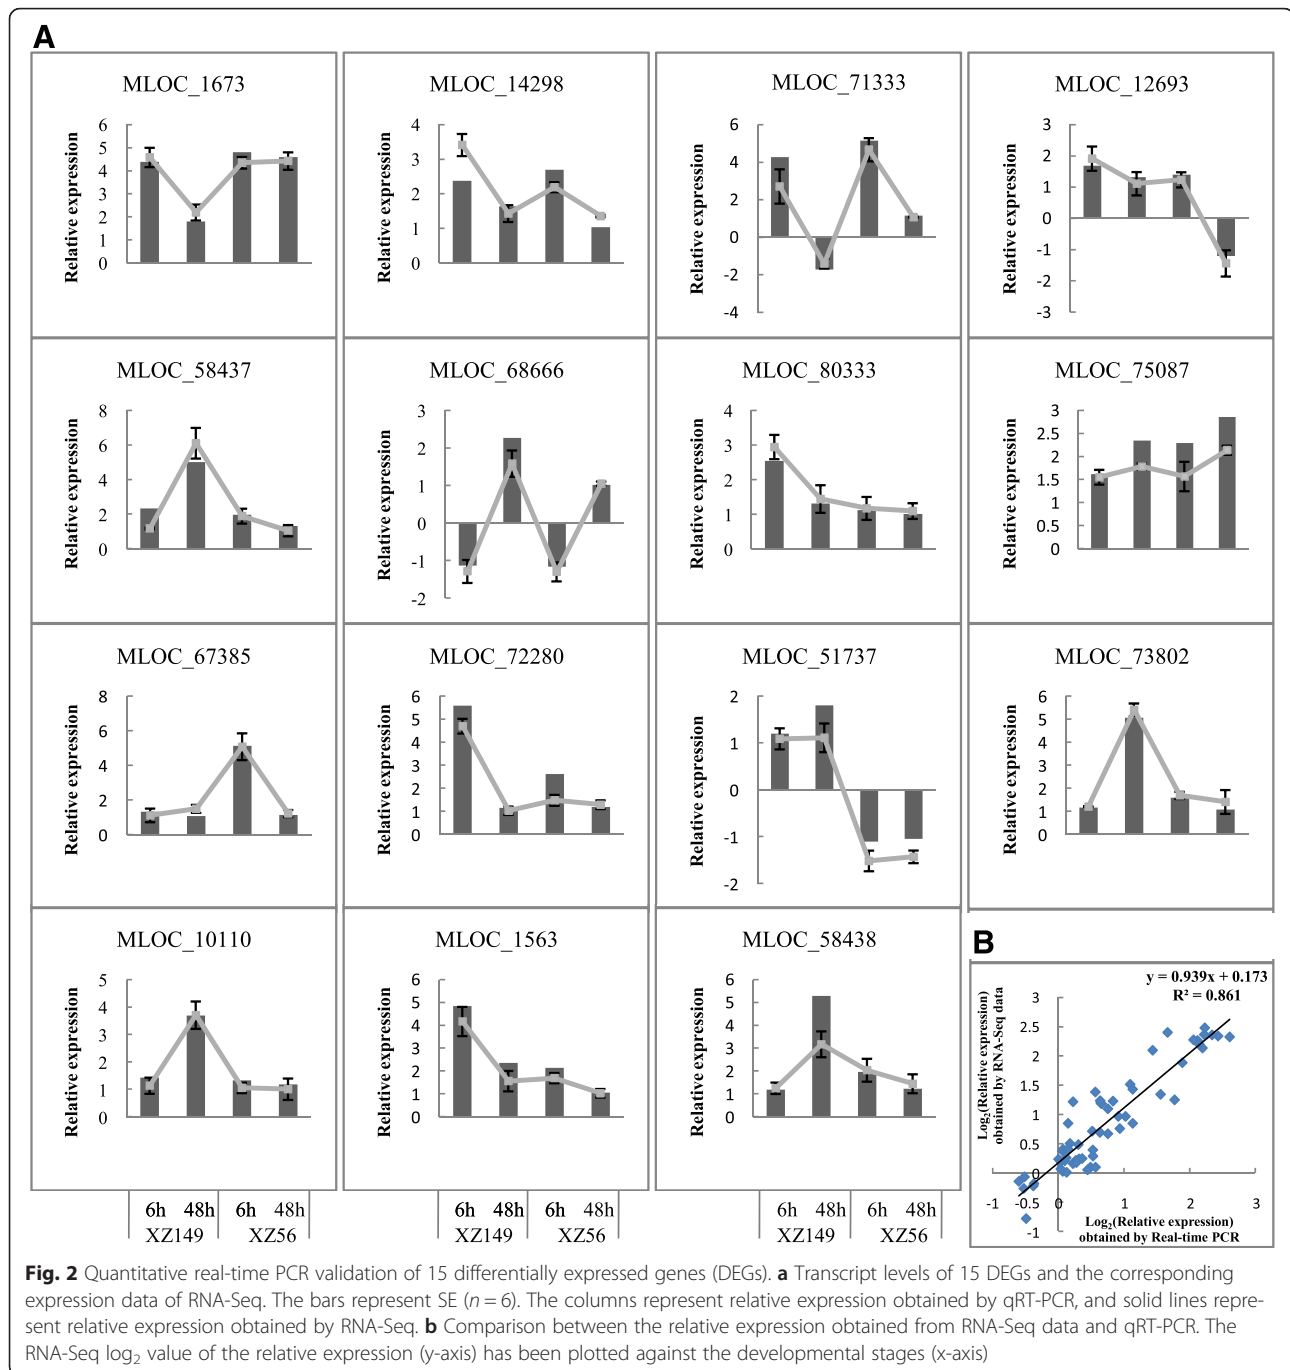 A
MLOC_1673
Relative expression
6
5
4
3
2
1
0
MLOC_14298
Relative expression
4
3
2
1
0
MLOC_71333
Relative expression
6
4
2
0
-2
-4
MLOC_12693
Relative expression
3
2
1
0
-1
-2
-3
MLOC_58437
Relative expression
8
6
4
2
0
MLOC_68666
Relative expression
3
2
1
0
-1
-2
MLOC_80333
Relative expression
4
3
2
1
0
MLOC_75087
Relative expression
3
2.5
2
1.5
1
0.5
0
MLOC_67385
Relative expression
8
6
4
2
0
MLOC_72280
Relative expression
6
5
4
3
2
1
0
MLOC_51737
Relative expression
2
1
0
-1
-2
MLOC_73802
Relative expression
6
5
4
3
2
1
0
MLOC_10110
Relative expression
5
4
3
2
1
0
MLOC_1563
Relative expression
6
5
4
3
2
1
0
MLOC_58438
Relative expression
6
5
4
3
2
1
0
6h 48h 6h 48h
XZ149 XZ56
6h 48h 6h 48h
XZ149 XZ56
6h 48h 6h 48h
XZ149 XZ56
B
y = 0.939x + 0.173
R² = 0.861
Log₂(Relative expression)
obtained by RNA-Seq data
3
2.5
2
1.5
1
0.5
0
-0.5
-1
-1 0 1 2 3
Log₂(Relative expression)
obtained by Real-time PCR
Fig. 2 Quantitative real-time PCR validation of 15 differentially expressed genes (DEGs). a Transcript levels of 15 DEGs and the corresponding
expression data of RNA-Seq. The bars represent SE (n = 6). The columns represent relative expression obtained by qRT-PCR, and solid lines repre-
sent relative expression obtained by RNA-Seq. b Comparison between the relative expression obtained from RNA-Seq data and qRT-PCR. The
RNA-Seq log₂ value of the relative expression (y-axis) has been plotted against the developmental stages (x-axis)